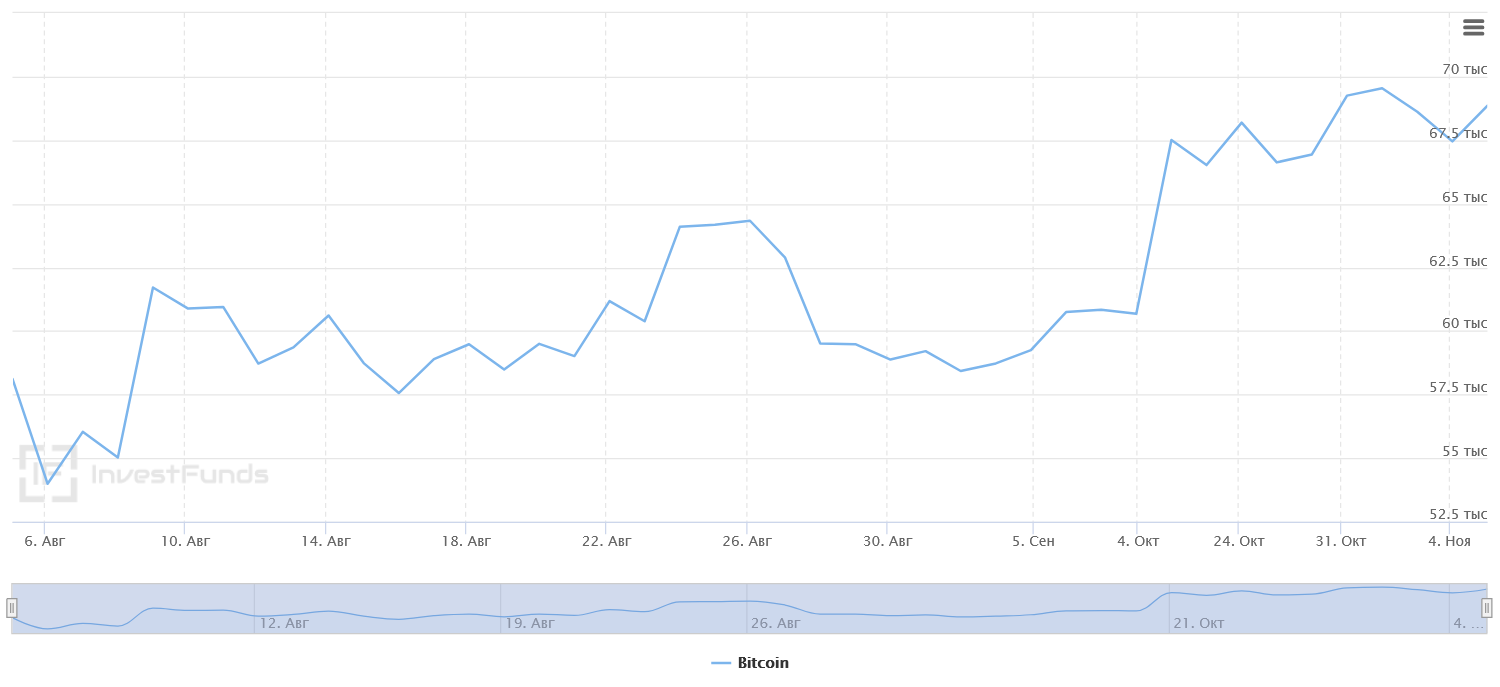 70 тыс
67.5 тыс
65 тыс
62.5 тыс
60 тыс
57.5 тыс
55 тыс
InvestFunds
52.5 тыс
6. Авг 10. Авг 14. Авг 18. Авг 22. Авг 26. Авг 30. Авг 5. Сен 4. Окт 24. Окт 31. Окт 4. Ноя
12. Авг 19. Авг 26. Авг 21. Окт 4. ...
Bitcoin